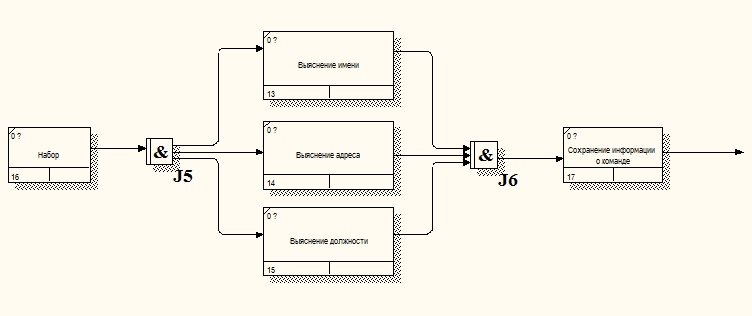 0 ?
Выяснение имени
13
0 ?
Набор
16
&
J5
0 ?
Выяснение адреса
14
&
J6
0 ?
Сохранение информации
о команде
17
0 ?
Выяснение должности
15